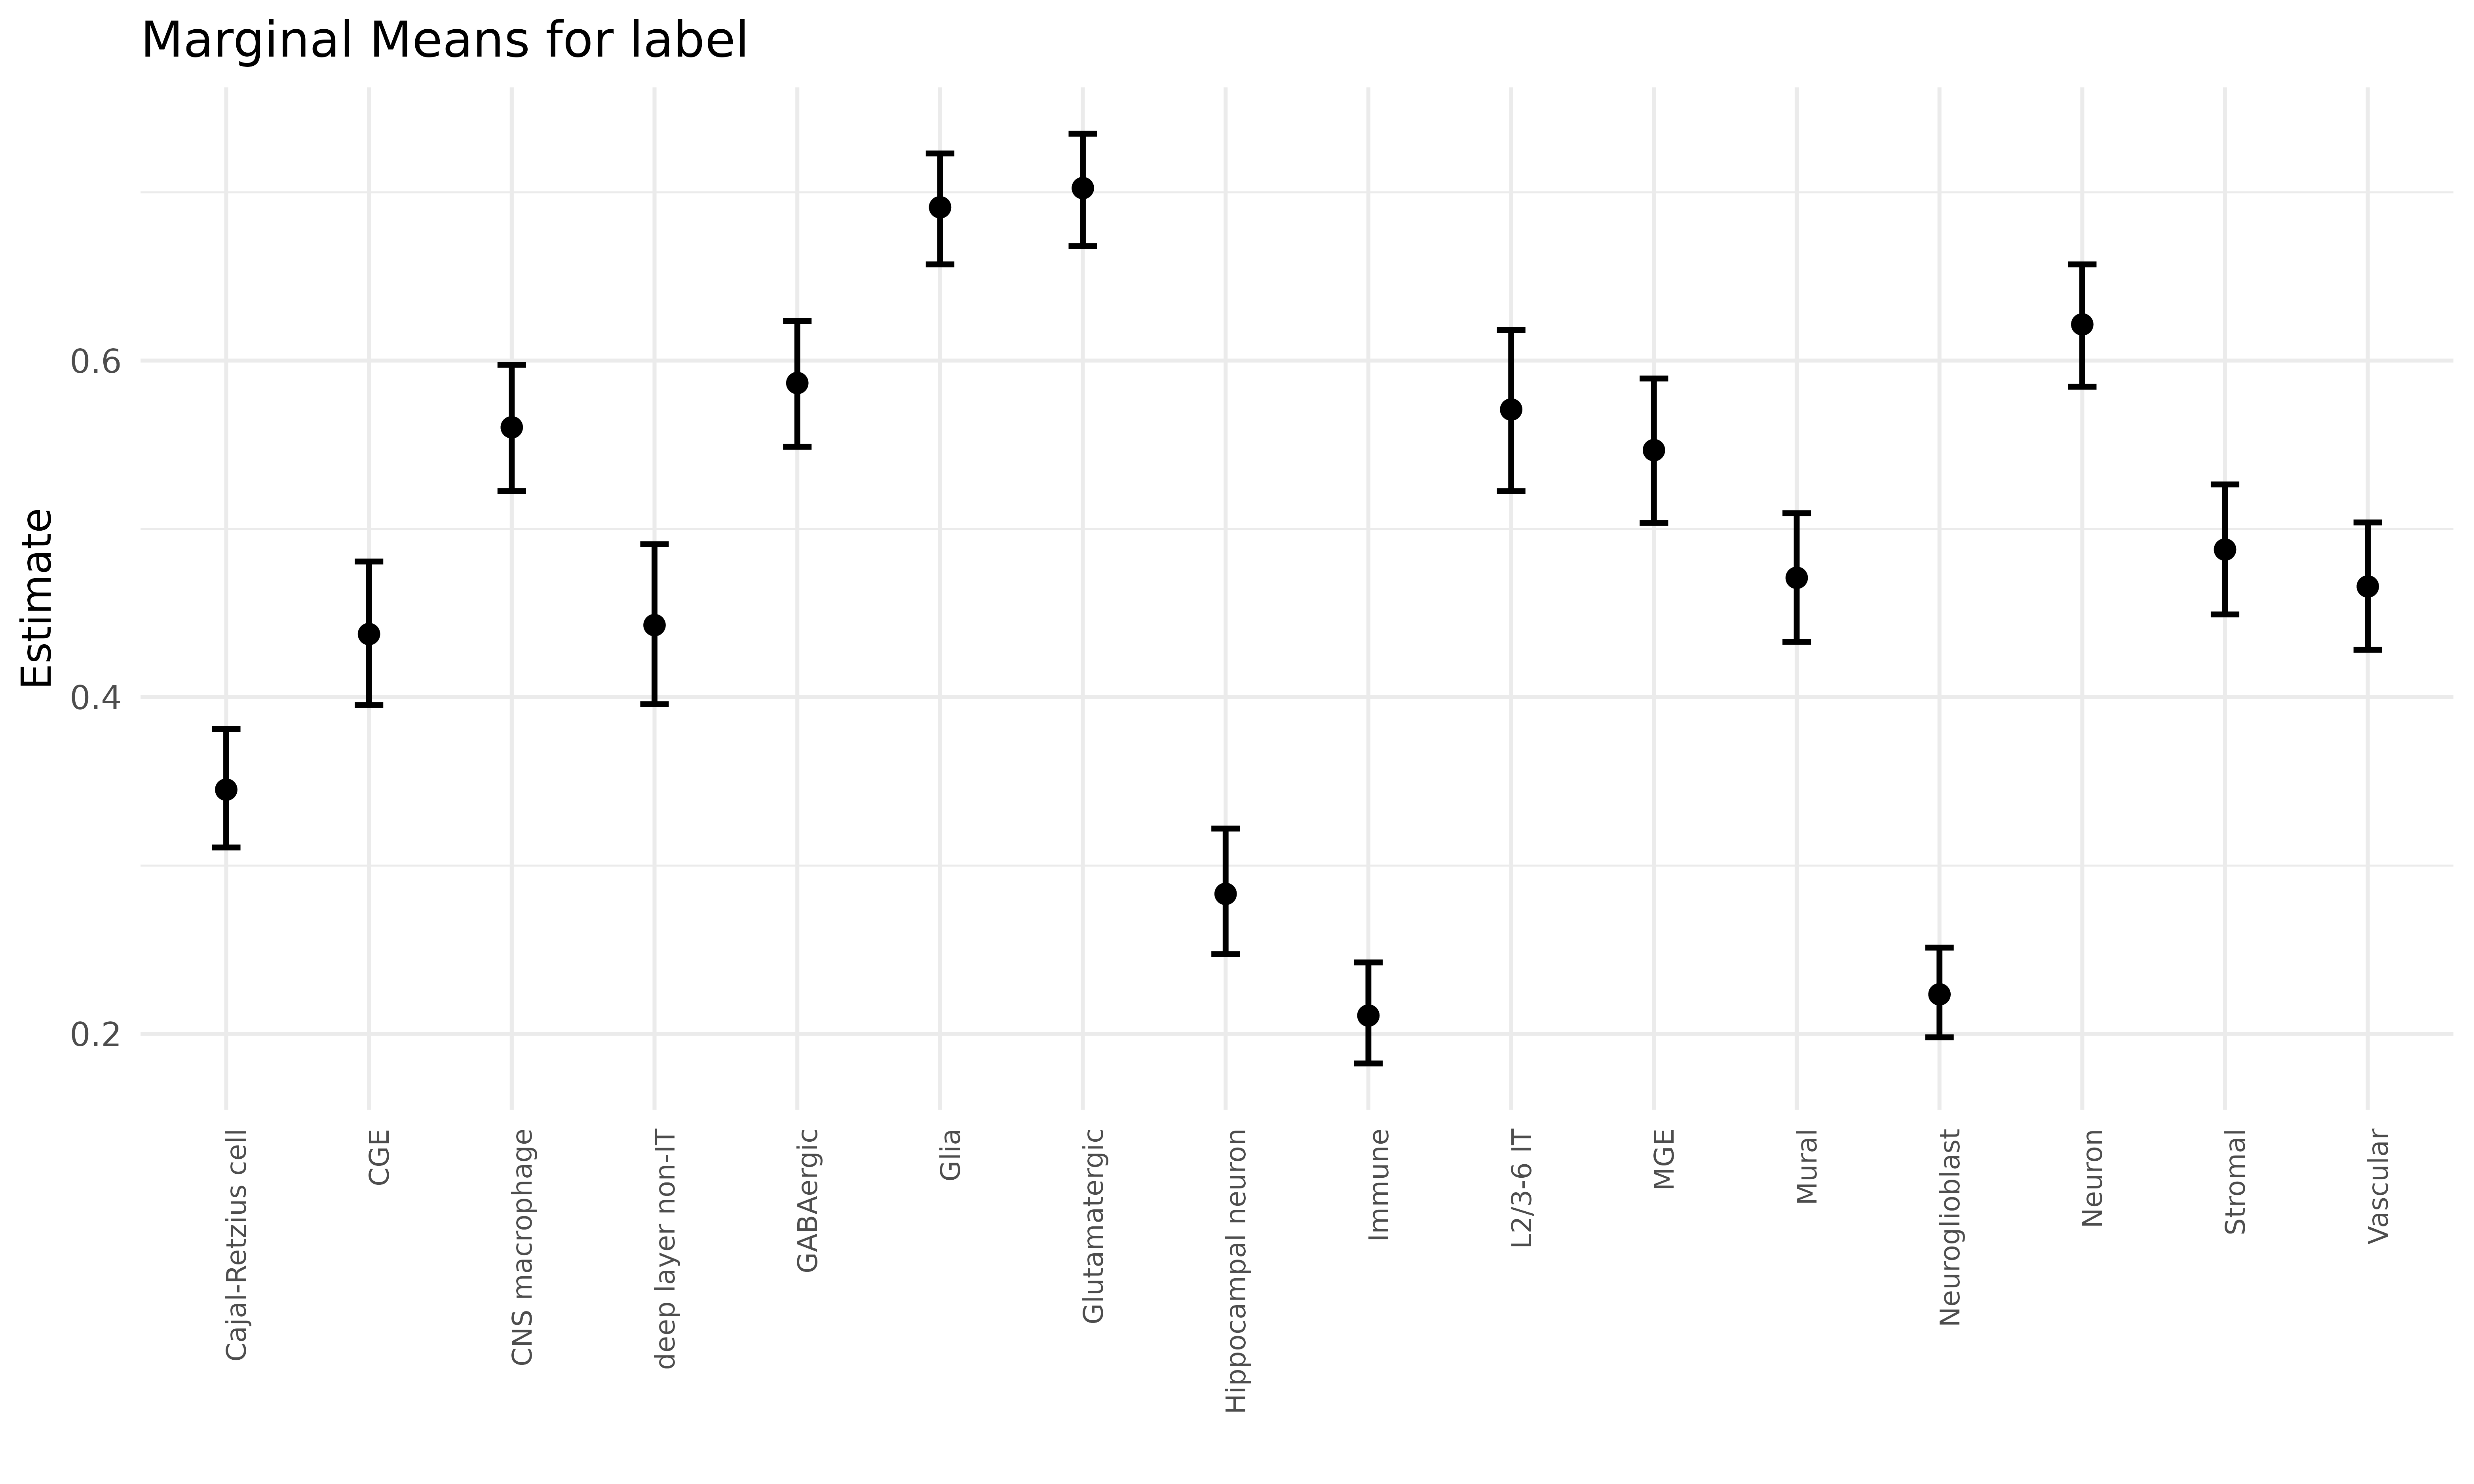 Marginal Means for label
Estimate
0.6
0.4
0.2
Cajal-Retzius cell
CGE
CNS macrophage
deep layer non-IT
GABAergic
Glia
Glutamatergic
Hippocampal neuron
Immune
L2/3-6 IT
MGE
Mural
Neuroglioblast
Neuron
Stromal
Vascular